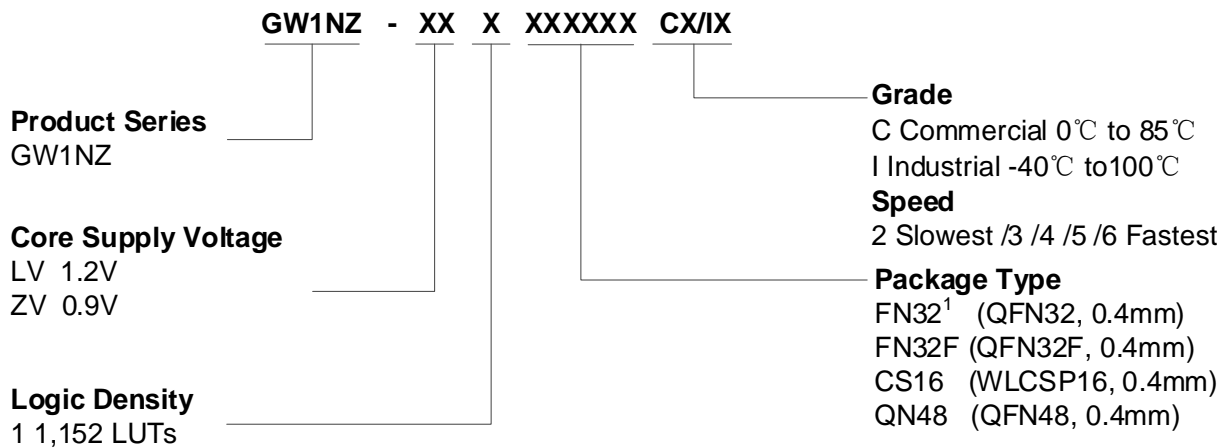 GW1NZ - XX X XXXXXX CX/IX
Product Series
GW1NZ
Core Supply Voltage
LV 1.2V
ZV 0.9V
Logic Density
1 1,152 LUTs
Grade
C Commercial 0℃ to 85℃
I Industrial -40℃ to100℃
Speed
2 Slowest /3 /4 /5 /6 Fastest
Package Type
FN32¹ (QFN32, 0.4mm)
FN32F (QFN32F, 0.4mm)
CS16 (WLCSP16, 0.4mm)
QN48 (QFN48, 0.4mm)